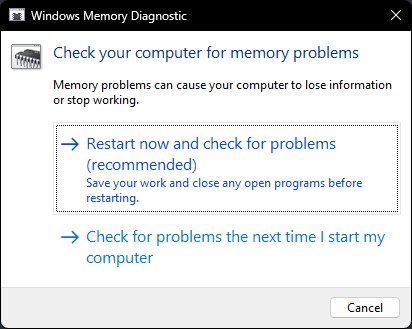 Windows Memory Diagnostic
Check your computer for memory problems
Memory problems can cause your computer to lose information
or stop working.
Restart now and check for problems
(recommended)
Save your work and close any open programs before
restarting.
Check for problems the next time I start my
computer
Cancel